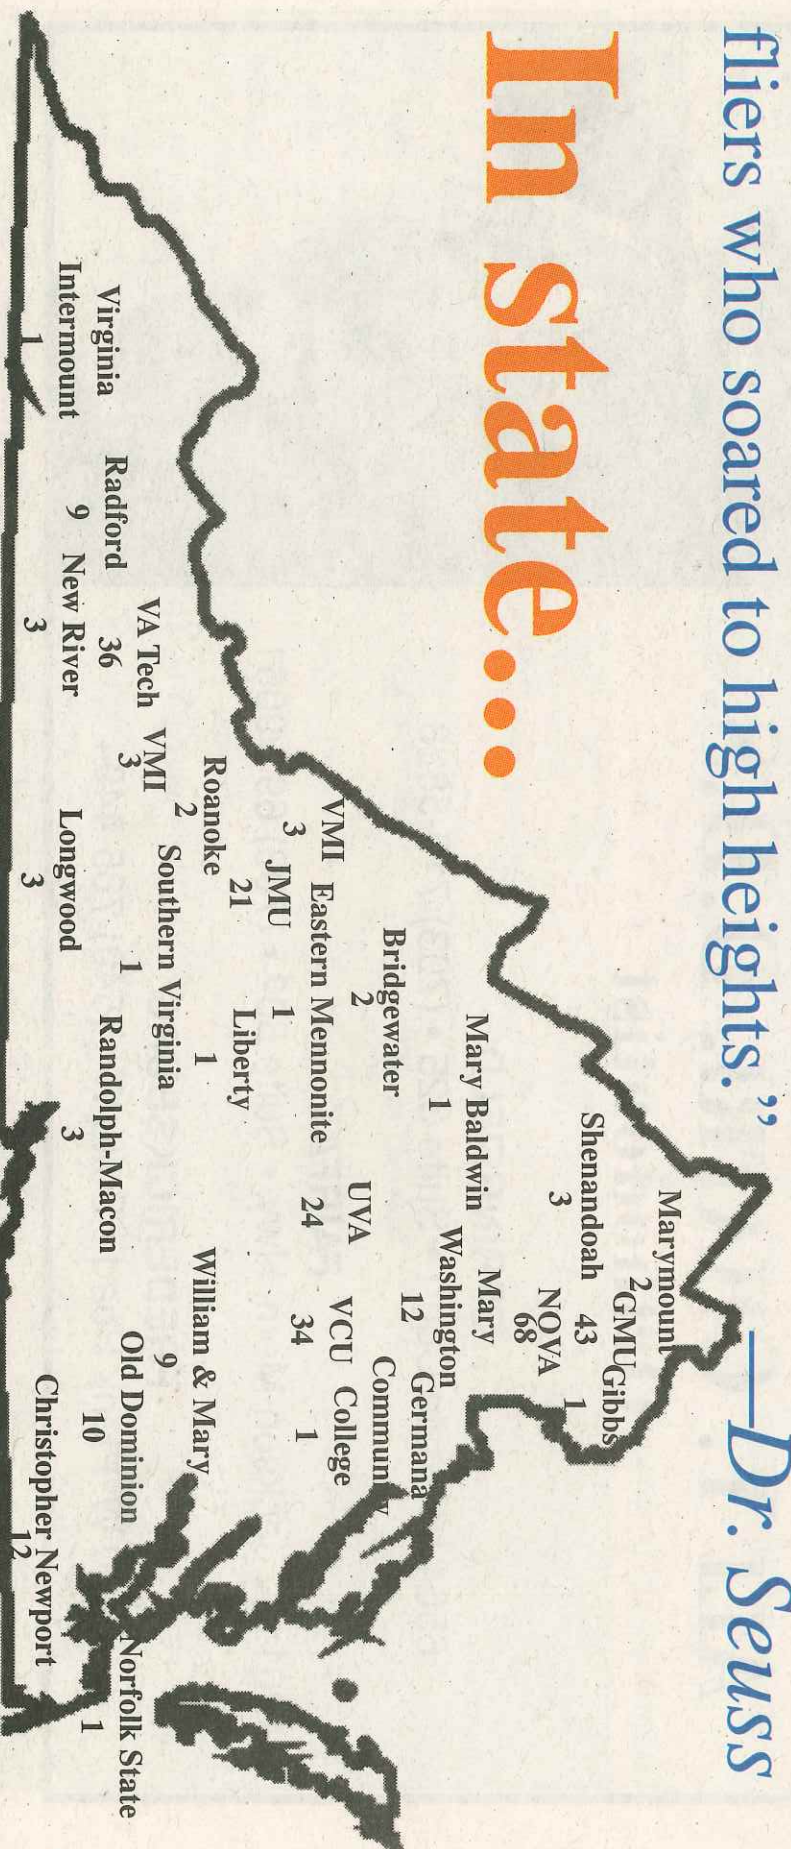 fliers who soared to high heights.”
—Dr. Seuss
In state...
Marymount
2
GMU
43
Gibbs
1
Shenandoah
3
NOVA
68
Mary Baldwin
1
Mary
Washington
12
Germana
Community
College
1
Bridgewater
2
UVA
24
VCU
34
VMI
3
Eastern Mennonite
1
JMU
21
Liberty
1
Roanoke
2
Southern Virginia
1
William & Mary
9
VA Tech
36
VMI
3
Randolph-Macon
3
Old Dominion
10
Norfolk State
1
Virginia
Intermount
1
Radford
9
New River
3
Longwood
3
Christopher Newport
12